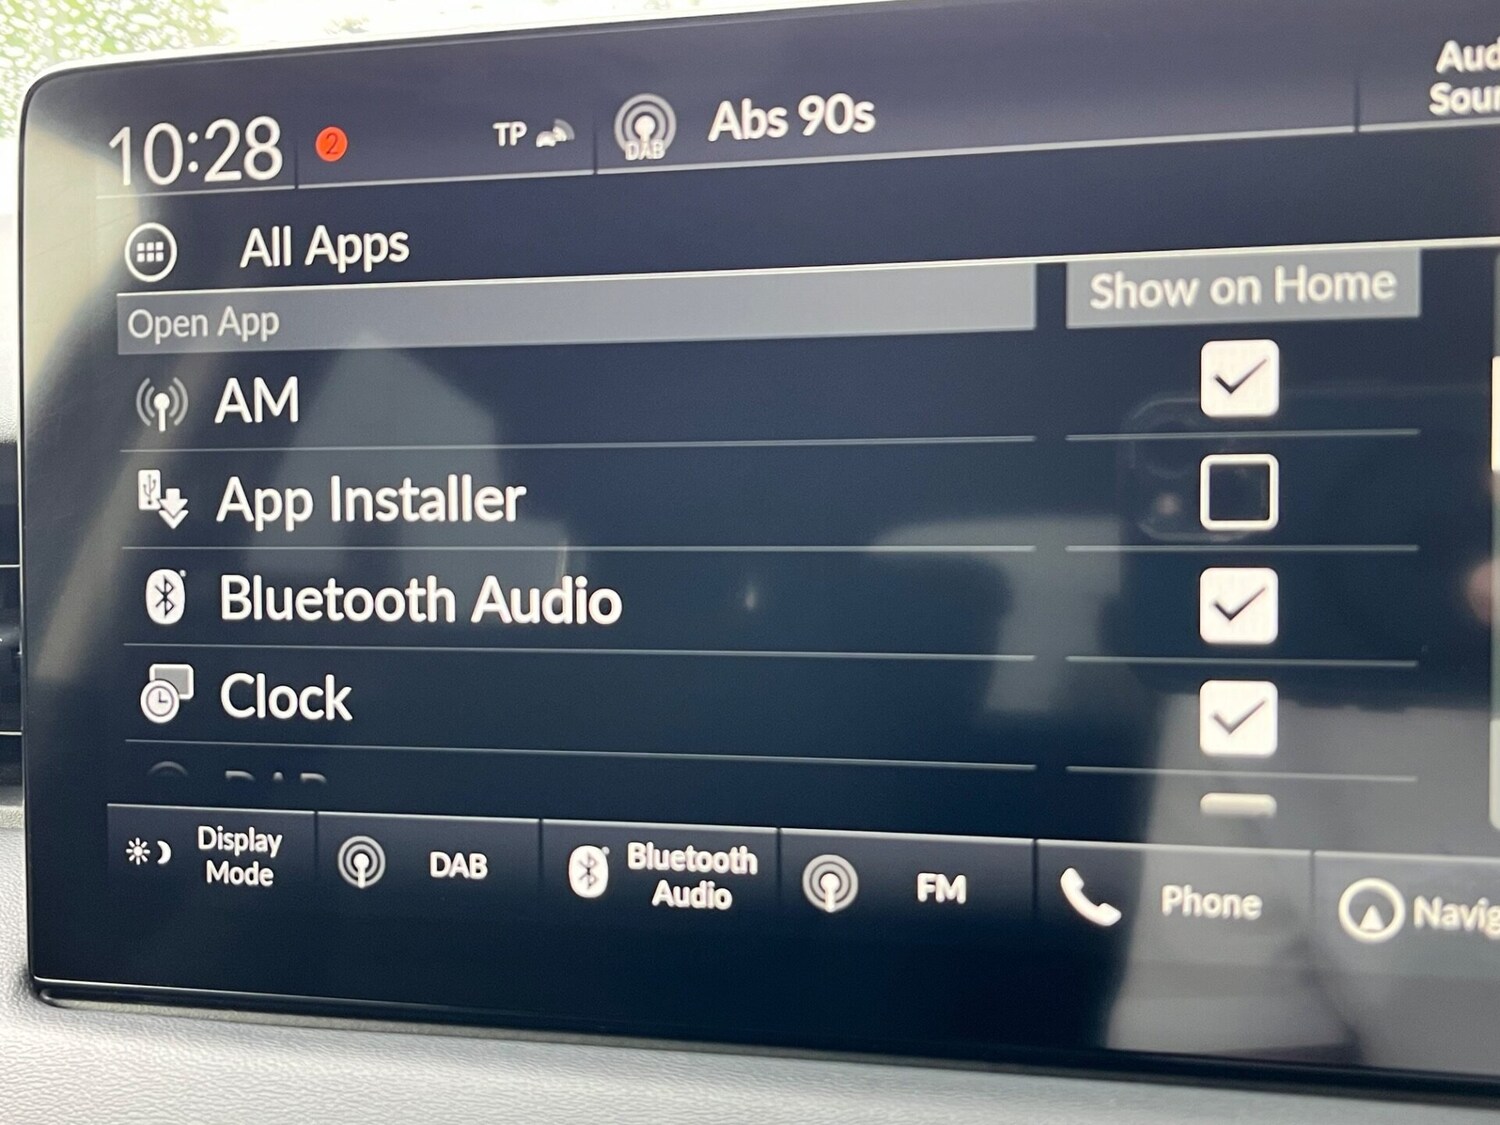 10:28
2
TP
DAB
Abs 90s
All Apps
Open App
Show on Home
AM
App Installer
Bluetooth Audio
Clock
Display
Mode
DAB
Bluetooth
Audio
FM
Phone